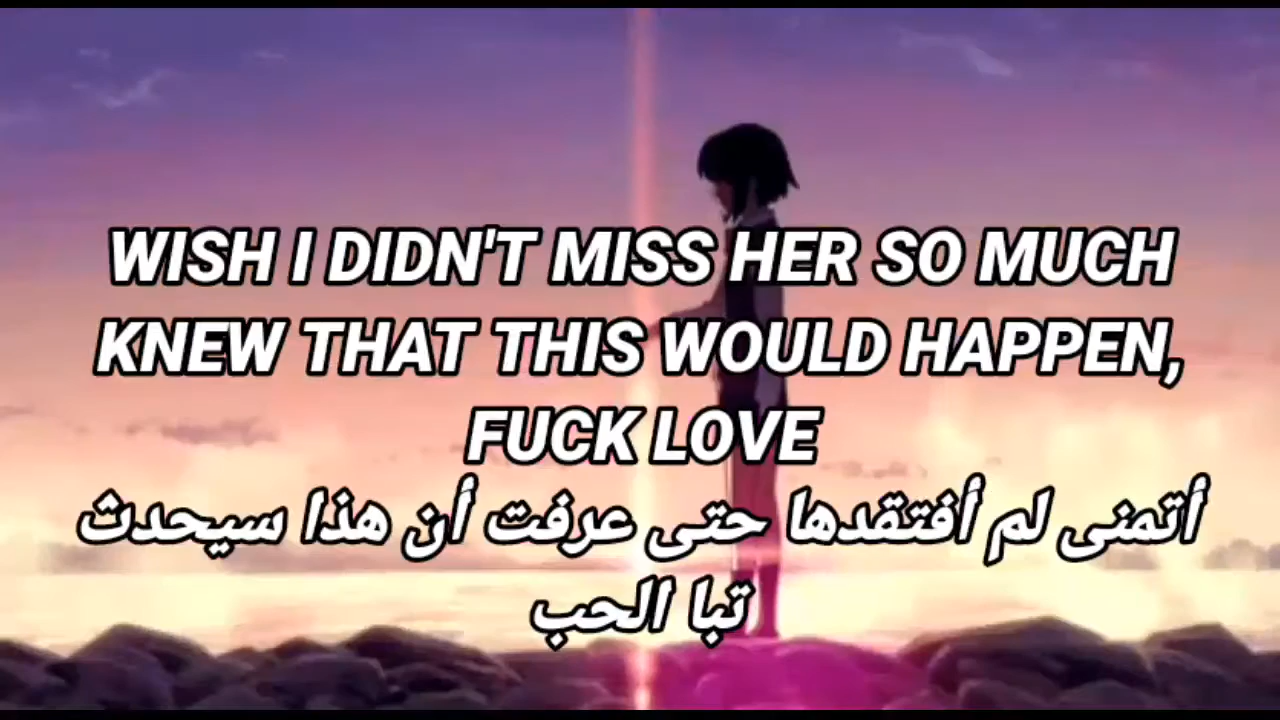 WISH I DIDN'T MISS HER SO MUCH
KNEW THAT THIS WOULD HAPPEN,
FUCK LOVE
أتمنى لم أفتقدها حتى عرفت أن هذا سيحدث
تبا الحب